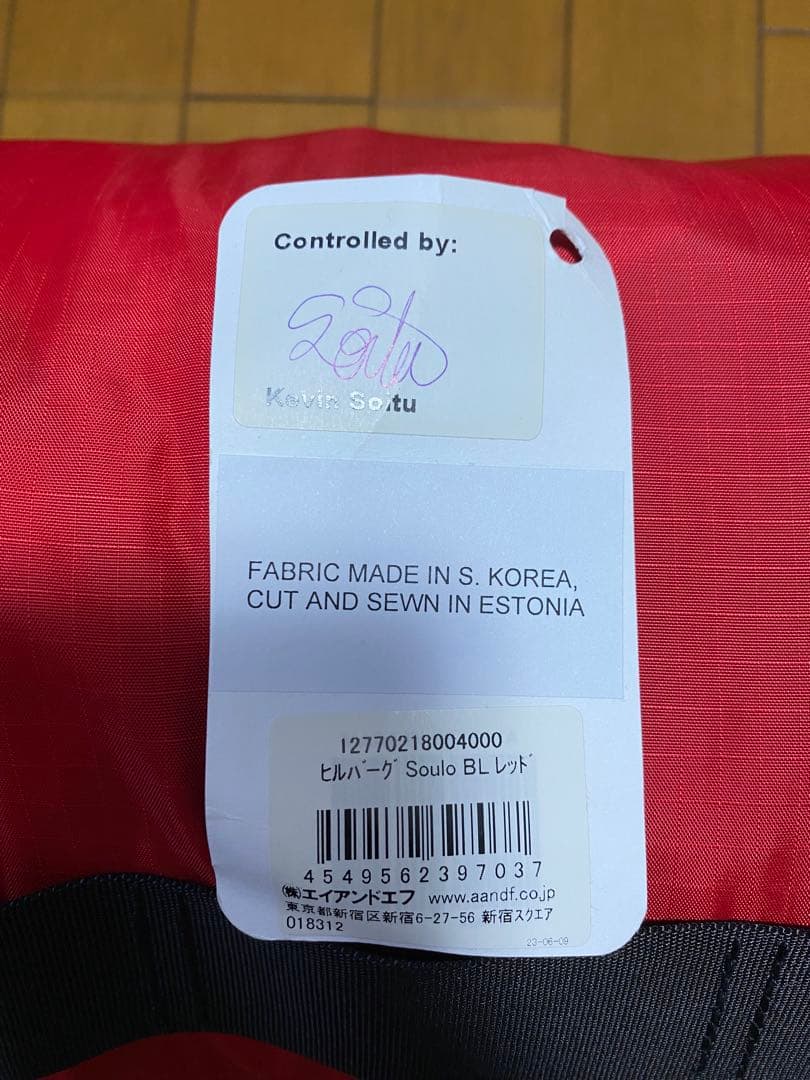 Controlled by:
Kevin Soitu
FABRIC MADE IN S. KOREA,
CUT AND SEWN IN ESTONIA
12770218004000
ﾋﾙﾊﾞｰｸﾞ Soulo BL ﾚｯﾄﾞ
4549562397037
㈱エイアンドエフ www.aandf.co.jp
東京都新宿区新宿6-27-56 新宿スクエア
018312
23-06-09